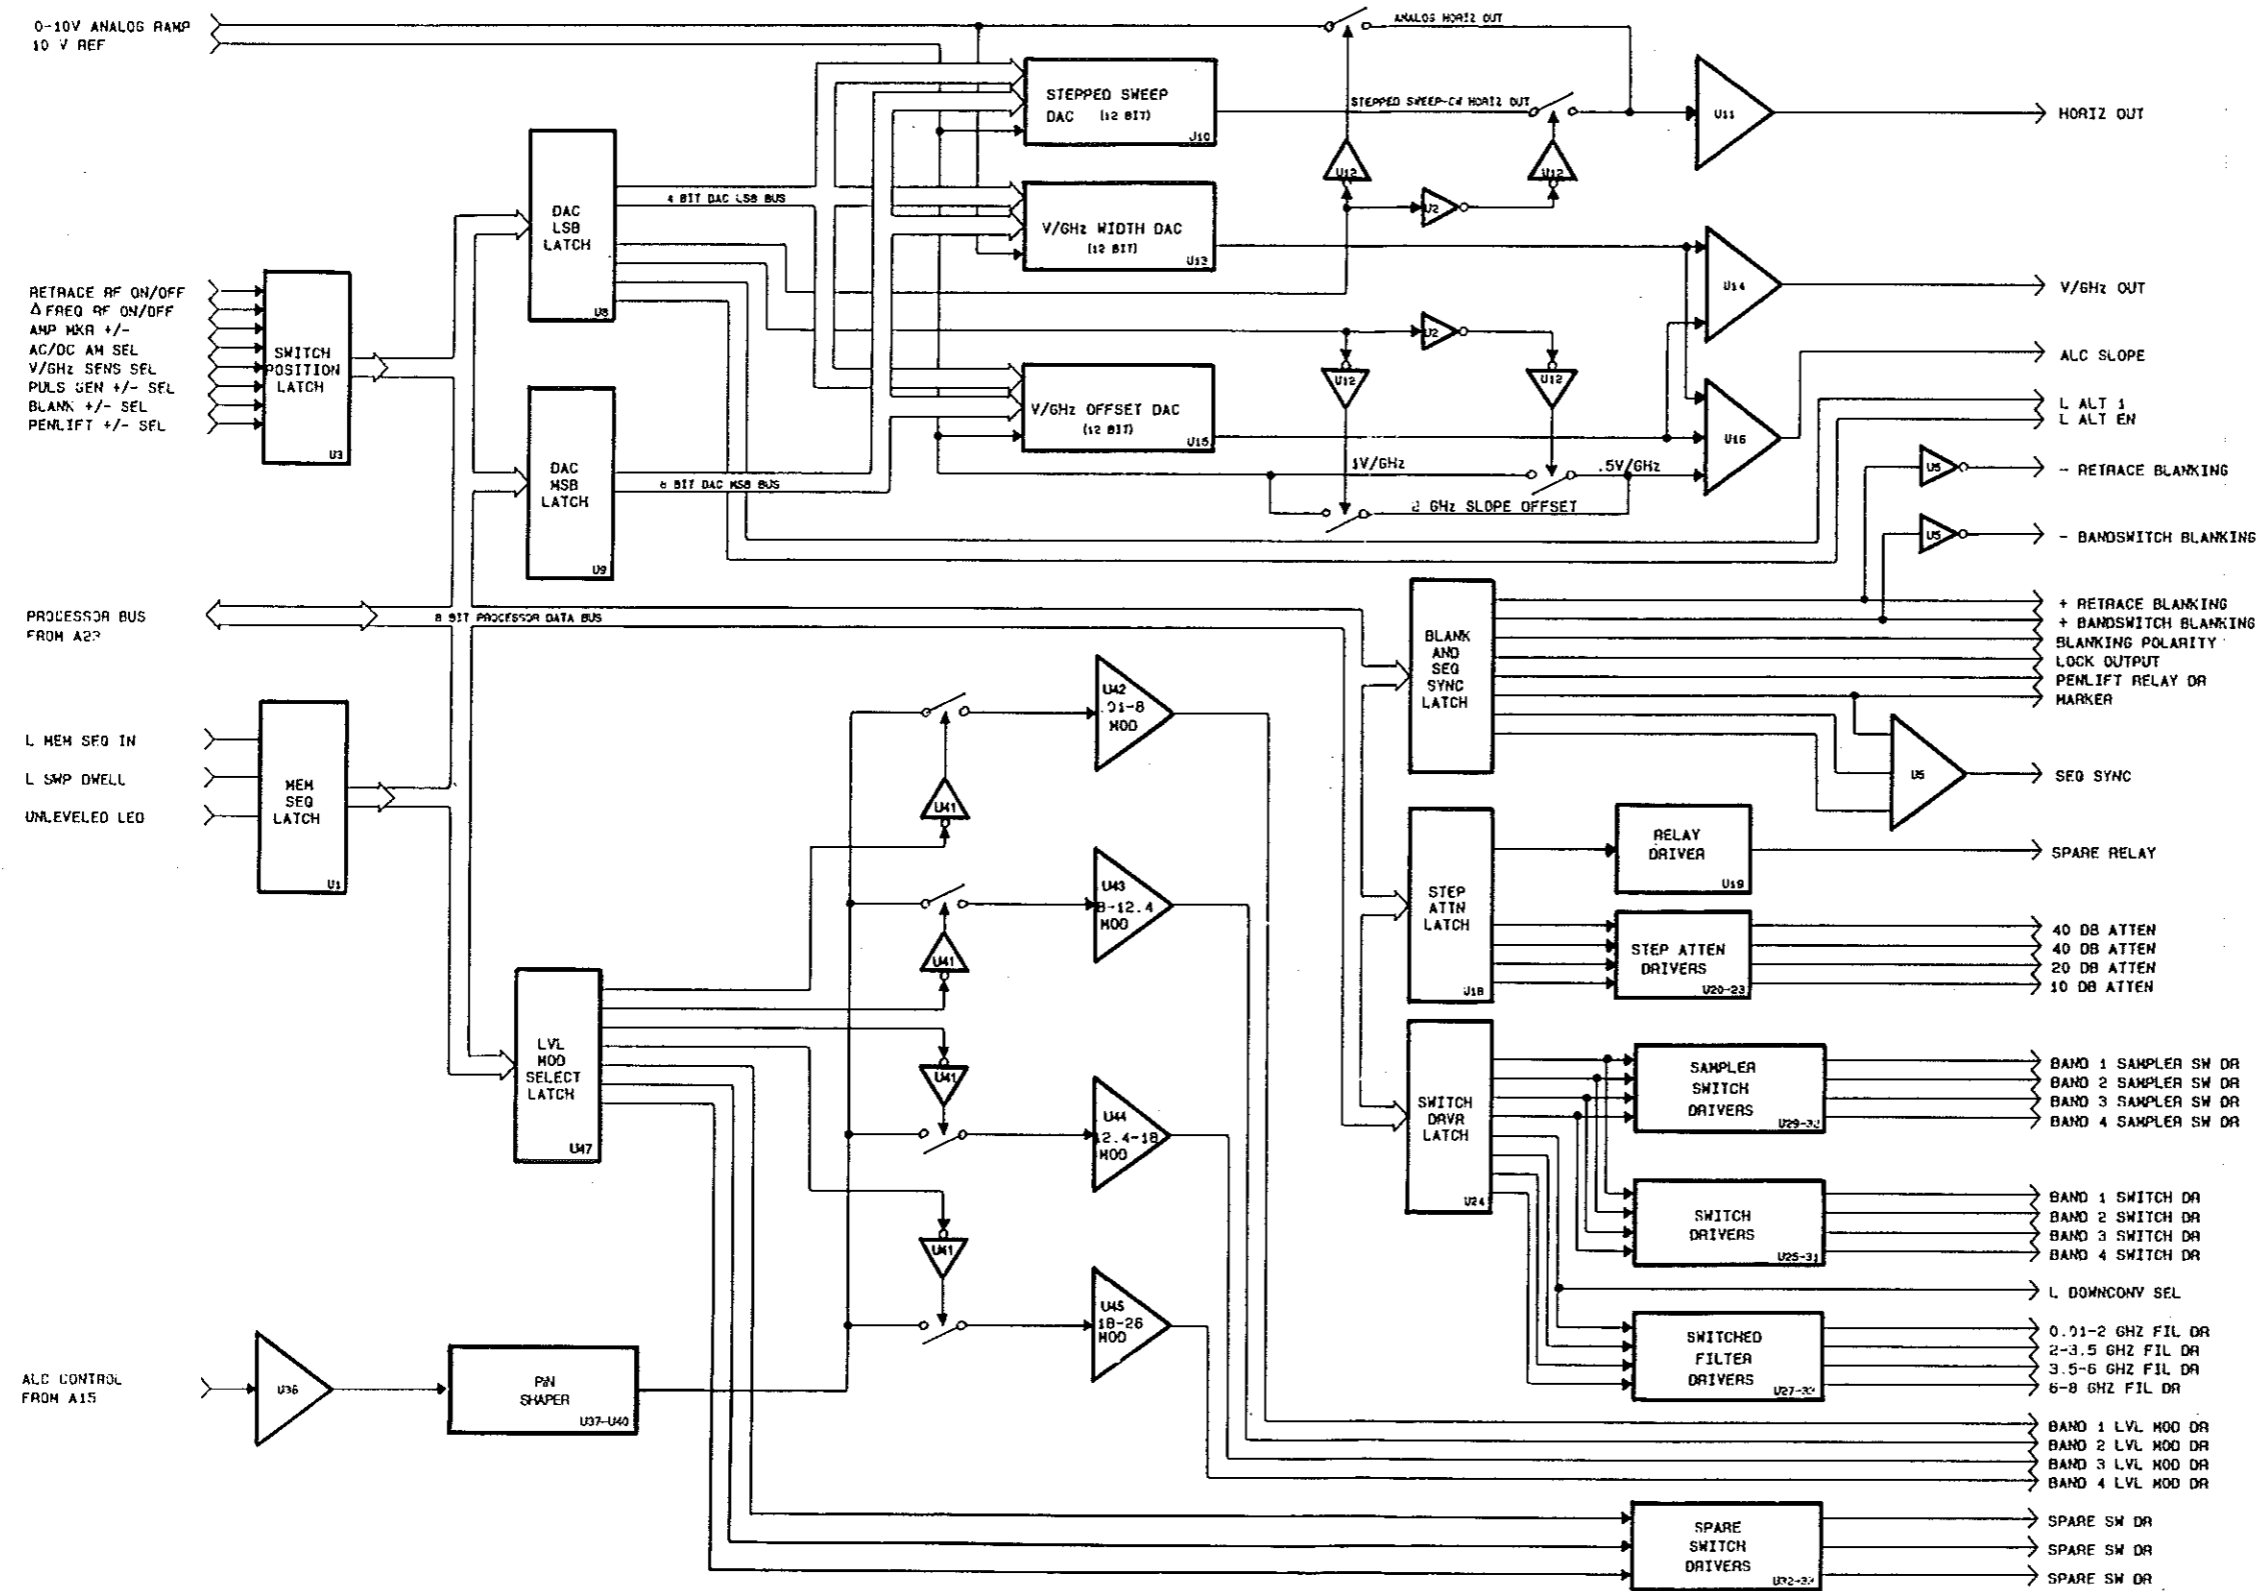 0-10V ANALOG RAMP
10 V REF
ANALOG HORIZ OUT
STEPPED SWEEP
DAC (12 BIT)
U10
STEPPED SWEEP-CW HORIZ OUT
U11
HORIZ OUT
U12
U12
U2
DAC
LSB
LATCH
U8
4 BIT DAC LSB BUS
V/GHz WIDTH DAC
(12 BIT)
U13
U14
V/GHz OUT
RETRACE RF ON/OFF
Δ FREQ RF ON/OFF
AMP MKR +/-
AC/DC AM SEL
V/GHz SENS SEL
PULS GEN +/- SEL
BLANK +/- SEL
PENLIFT +/- SEL
SWITCH
POSITION
LATCH
U3
U2
U12
U12
V/GHz OFFSET DAC
(12 BIT)
U15
U16
ALC SLOPE
L ALT 1
L ALT EN
DAC
MSB
LATCH
U9
8 BIT DAC MSB BUS
1V/GHz
.5V/GHz
2 GHz SLOPE OFFSET
U5
- RETRACE BLANKING
U5
- BANDSWITCH BLANKING
PROCESSOR BUS
FROM A23
8 BIT PROCESSOR DATA BUS
BLANK
AND
SEQ
SYNC
LATCH
+ RETRACE BLANKING
+ BANDSWITCH BLANKING
BLANKING POLARITY
LOCK OUTPUT
PENLIFT RELAY DR
MARKER
U5
SEQ SYNC
L MEM SEQ IN
L SWP DWELL
UNLEVELED LED
MEM
SEQ
LATCH
U1
U42
.01-8
MOD
U41
U43
8-12.4
MOD
U41
STEP
ATTN
LATCH
U18
RELAY
DRIVER
U19
SPARE RELAY
STEP ATTEN
DRIVERS
U20-23
40 DB ATTEN
40 DB ATTEN
20 DB ATTEN
10 DB ATTEN
LVL
MOD
SELECT
LATCH
U47
U41
U44
12.4-18
MOD
U41
U45
18-26
MOD
SWITCH
DRVR
LATCH
U24
SAMPLER
SWITCH
DRIVERS
BAND 1 SAMPLER SW DR
BAND 2 SAMPLER SW DR
BAND 3 SAMPLER SW DR
BAND 4 SAMPLER SW DR
SWITCH
DRIVERS
U25-31
BAND 1 SWITCH DR
BAND 2 SWITCH DR
BAND 3 SWITCH DR
BAND 4 SWITCH DR
L DOWNCONV SEL
SWITCHED
FILTER
DRIVERS
0.01-2 GHZ FIL DR
2-3.5 GHZ FIL DR
3.5-6 GHZ FIL DR
6-8 GHZ FIL DR
ALC CONTROL
FROM A15
U36
PIN
SHAPER
U37-U40
BAND 1 LVL MOD DR
BAND 2 LVL MOD DR
BAND 3 LVL MOD DR
BAND 4 LVL MOD DR
SPARE
SWITCH
DRIVERS
SPARE SW DR
SPARE SW DR
SPARE SW DR